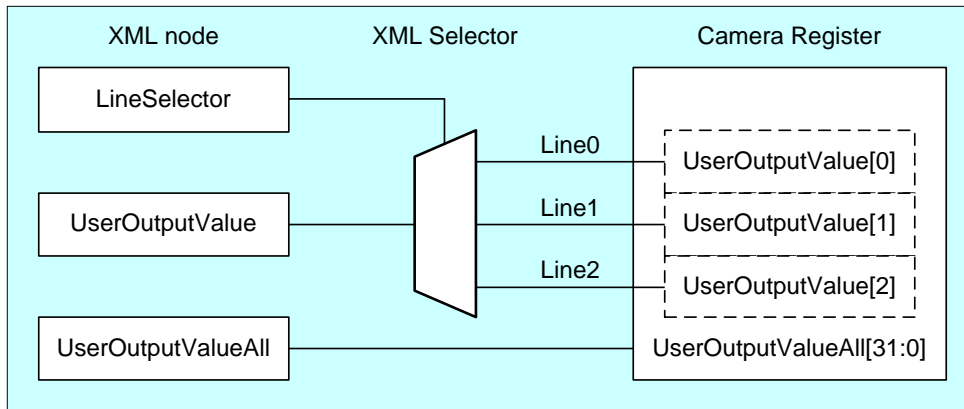 XML node
XML Selector
Camera Register
LineSelector
Line0
UserOutputValue[0]
UserOutputValue
Line1
UserOutputValue[1]
Line2
UserOutputValue[2]
UserOutputValueAll
UserOutputValueAll[31:0]